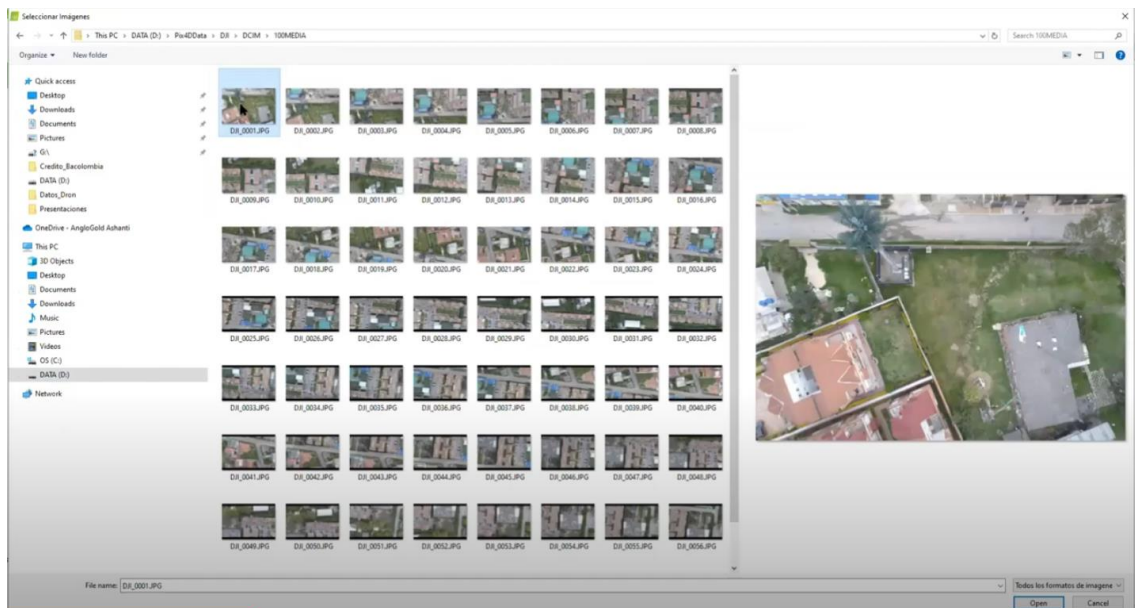 Seleccionar Imágenes
This PC > DATA (D:) > Pix4DData > DJI > DCIM > 100MEDIA
Search 100MEDIA
Organize
New folder
Quick access
Desktop
Downloads
Documents
Pictures
G:\
Credito_Bacolombia
DATA (D:)
Datos_Dron
Presentaciones
OneDrive - AngloGold Ashanti
This PC
3D Objects
Desktop
Documents
Downloads
Music
Pictures
Videos
OS (C:)
DATA (D:)
Network
DJI_0001.JPG DJI_0002.JPG DJI_0003.JPG DJI_0004.JPG DJI_0005.JPG DJI_0006.JPG DJI_0007.JPG DJI_0008.JPG
DJI_0009.JPG DJI_0010.JPG DJI_0011.JPG DJI_0012.JPG DJI_0013.JPG DJI_0014.JPG DJI_0015.JPG DJI_0016.JPG
DJI_0017.JPG DJI_0018.JPG DJI_0019.JPG DJI_0020.JPG DJI_0021.JPG DJI_0022.JPG DJI_0023.JPG DJI_0024.JPG
DJI_0025.JPG DJI_0026.JPG DJI_0027.JPG DJI_0028.JPG DJI_0029.JPG DJI_0030.JPG DJI_0031.JPG DJI_0032.JPG
DJI_0033.JPG DJI_0034.JPG DJI_0035.JPG DJI_0036.JPG DJI_0037.JPG DJI_0038.JPG DJI_0039.JPG DJI_0040.JPG
DJI_0041.JPG DJI_0042.JPG DJI_0043.JPG DJI_0044.JPG DJI_0045.JPG DJI_0046.JPG DJI_0047.JPG DJI_0048.JPG
DJI_0049.JPG DJI_0050.JPG DJI_0051.JPG DJI_0052.JPG DJI_0053.JPG DJI_0054.JPG DJI_0055.JPG DJI_0056.JPG
File name: DJI_0001.JPG
Todos los formatos de imagene
Open
Cancel